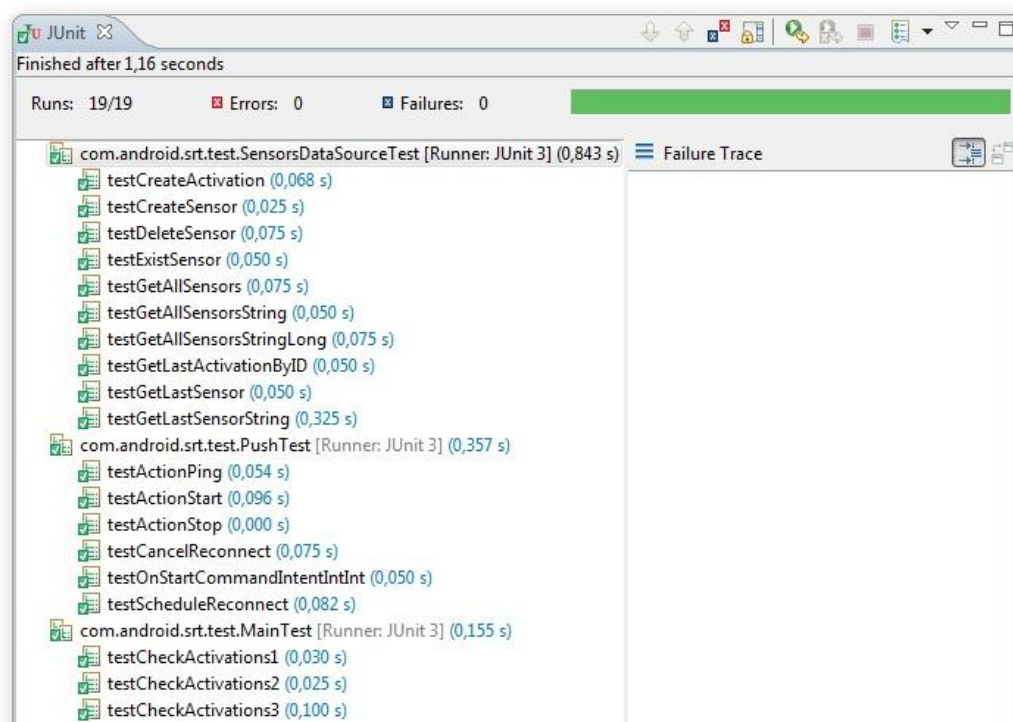 JUnit
Finished after 1,16 seconds
Runs: 19/19 Errors: 0 Failures: 0
com.android.srt.test.SensorsDataSourceTest [Runner: JUnit 3] (0,843 s)
Failure Trace
testCreateActivation (0,068 s)
testCreateSensor (0,025 s)
testDeleteSensor (0,075 s)
testExistSensor (0,050 s)
testGetAllSensors (0,075 s)
testGetAllSensorsString (0,050 s)
testGetAllSensorsStringLong (0,075 s)
testGetLastActivationByID (0,050 s)
testGetLastSensor (0,050 s)
testGetLastSensorString (0,325 s)
com.android.srt.test.PushTest [Runner: JUnit 3] (0,357 s)
testActionPing (0,054 s)
testActionStart (0,096 s)
testActionStop (0,000 s)
testCancelReconnect (0,075 s)
testOnStartCommandIntentIntInt (0,050 s)
testScheduleReconnect (0,082 s)
com.android.srt.test.MainTest [Runner: JUnit 3] (0,155 s)
testCheckActivations1 (0,030 s)
testCheckActivations2 (0,025 s)
testCheckActivations3 (0,100 s)